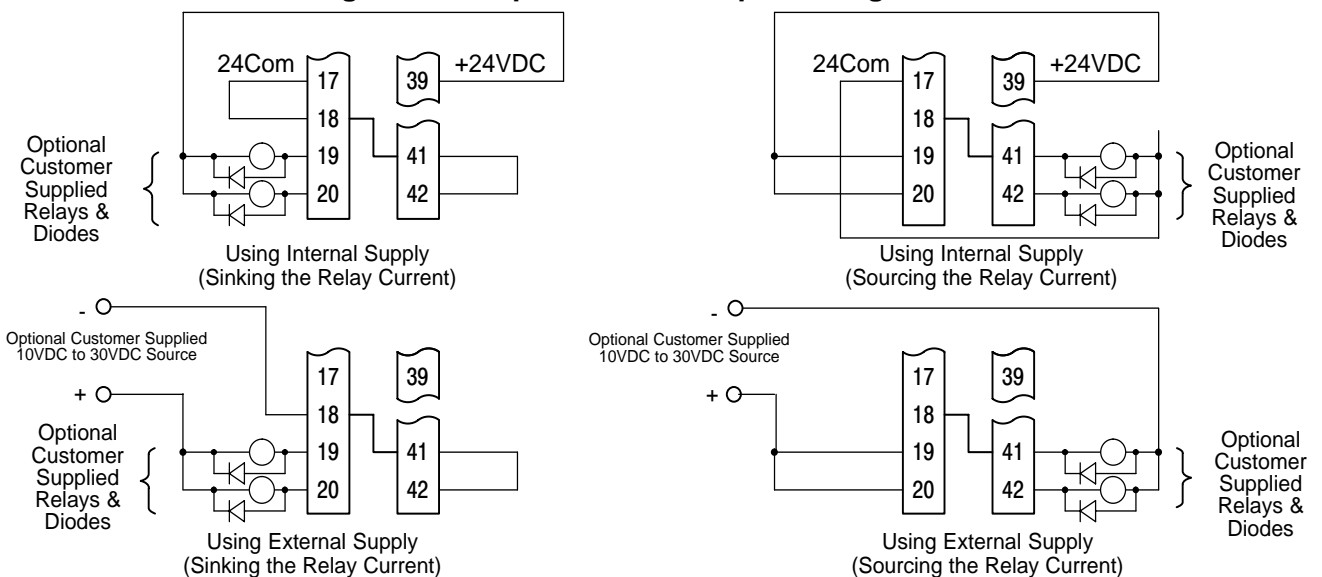 24Com
17
39
+24VDC
18
19
41
20
42
Optional
Customer
Supplied
Relays &
Diodes
Using Internal Supply
(Sinking the Relay Current)
24Com
17
39
+24VDC
18
19
41
20
42
Optional
Customer
Supplied
Relays &
Diodes
Using Internal Supply
(Sourcing the Relay Current)
-
Optional Customer Supplied
10VDC to 30VDC Source
+
17
39
18
19
41
20
42
Optional
Customer
Supplied
Relays &
Diodes
Using External Supply
(Sinking the Relay Current)
-
Optional Customer Supplied
10VDC to 30VDC Source
+
17
39
18
19
41
20
42
Optional
Customer
Supplied
Relays &
Diodes
Using External Supply
(Sourcing the Relay Current)